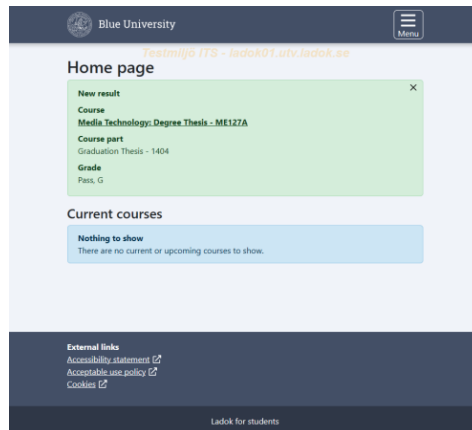 Blue University
Menu
Testmiljö ITS - ladok01.utv.ladok.se
Home page
New result
Course
Media Technology: Degree Thesis - ME127A
Course part
Graduation Thesis - 1404
Grade
Pass, G
Current courses
Nothing to show
There are no current or upcoming courses to show.
External links
Accessibility statement
Acceptable use policy
Cookies
Ladok for students